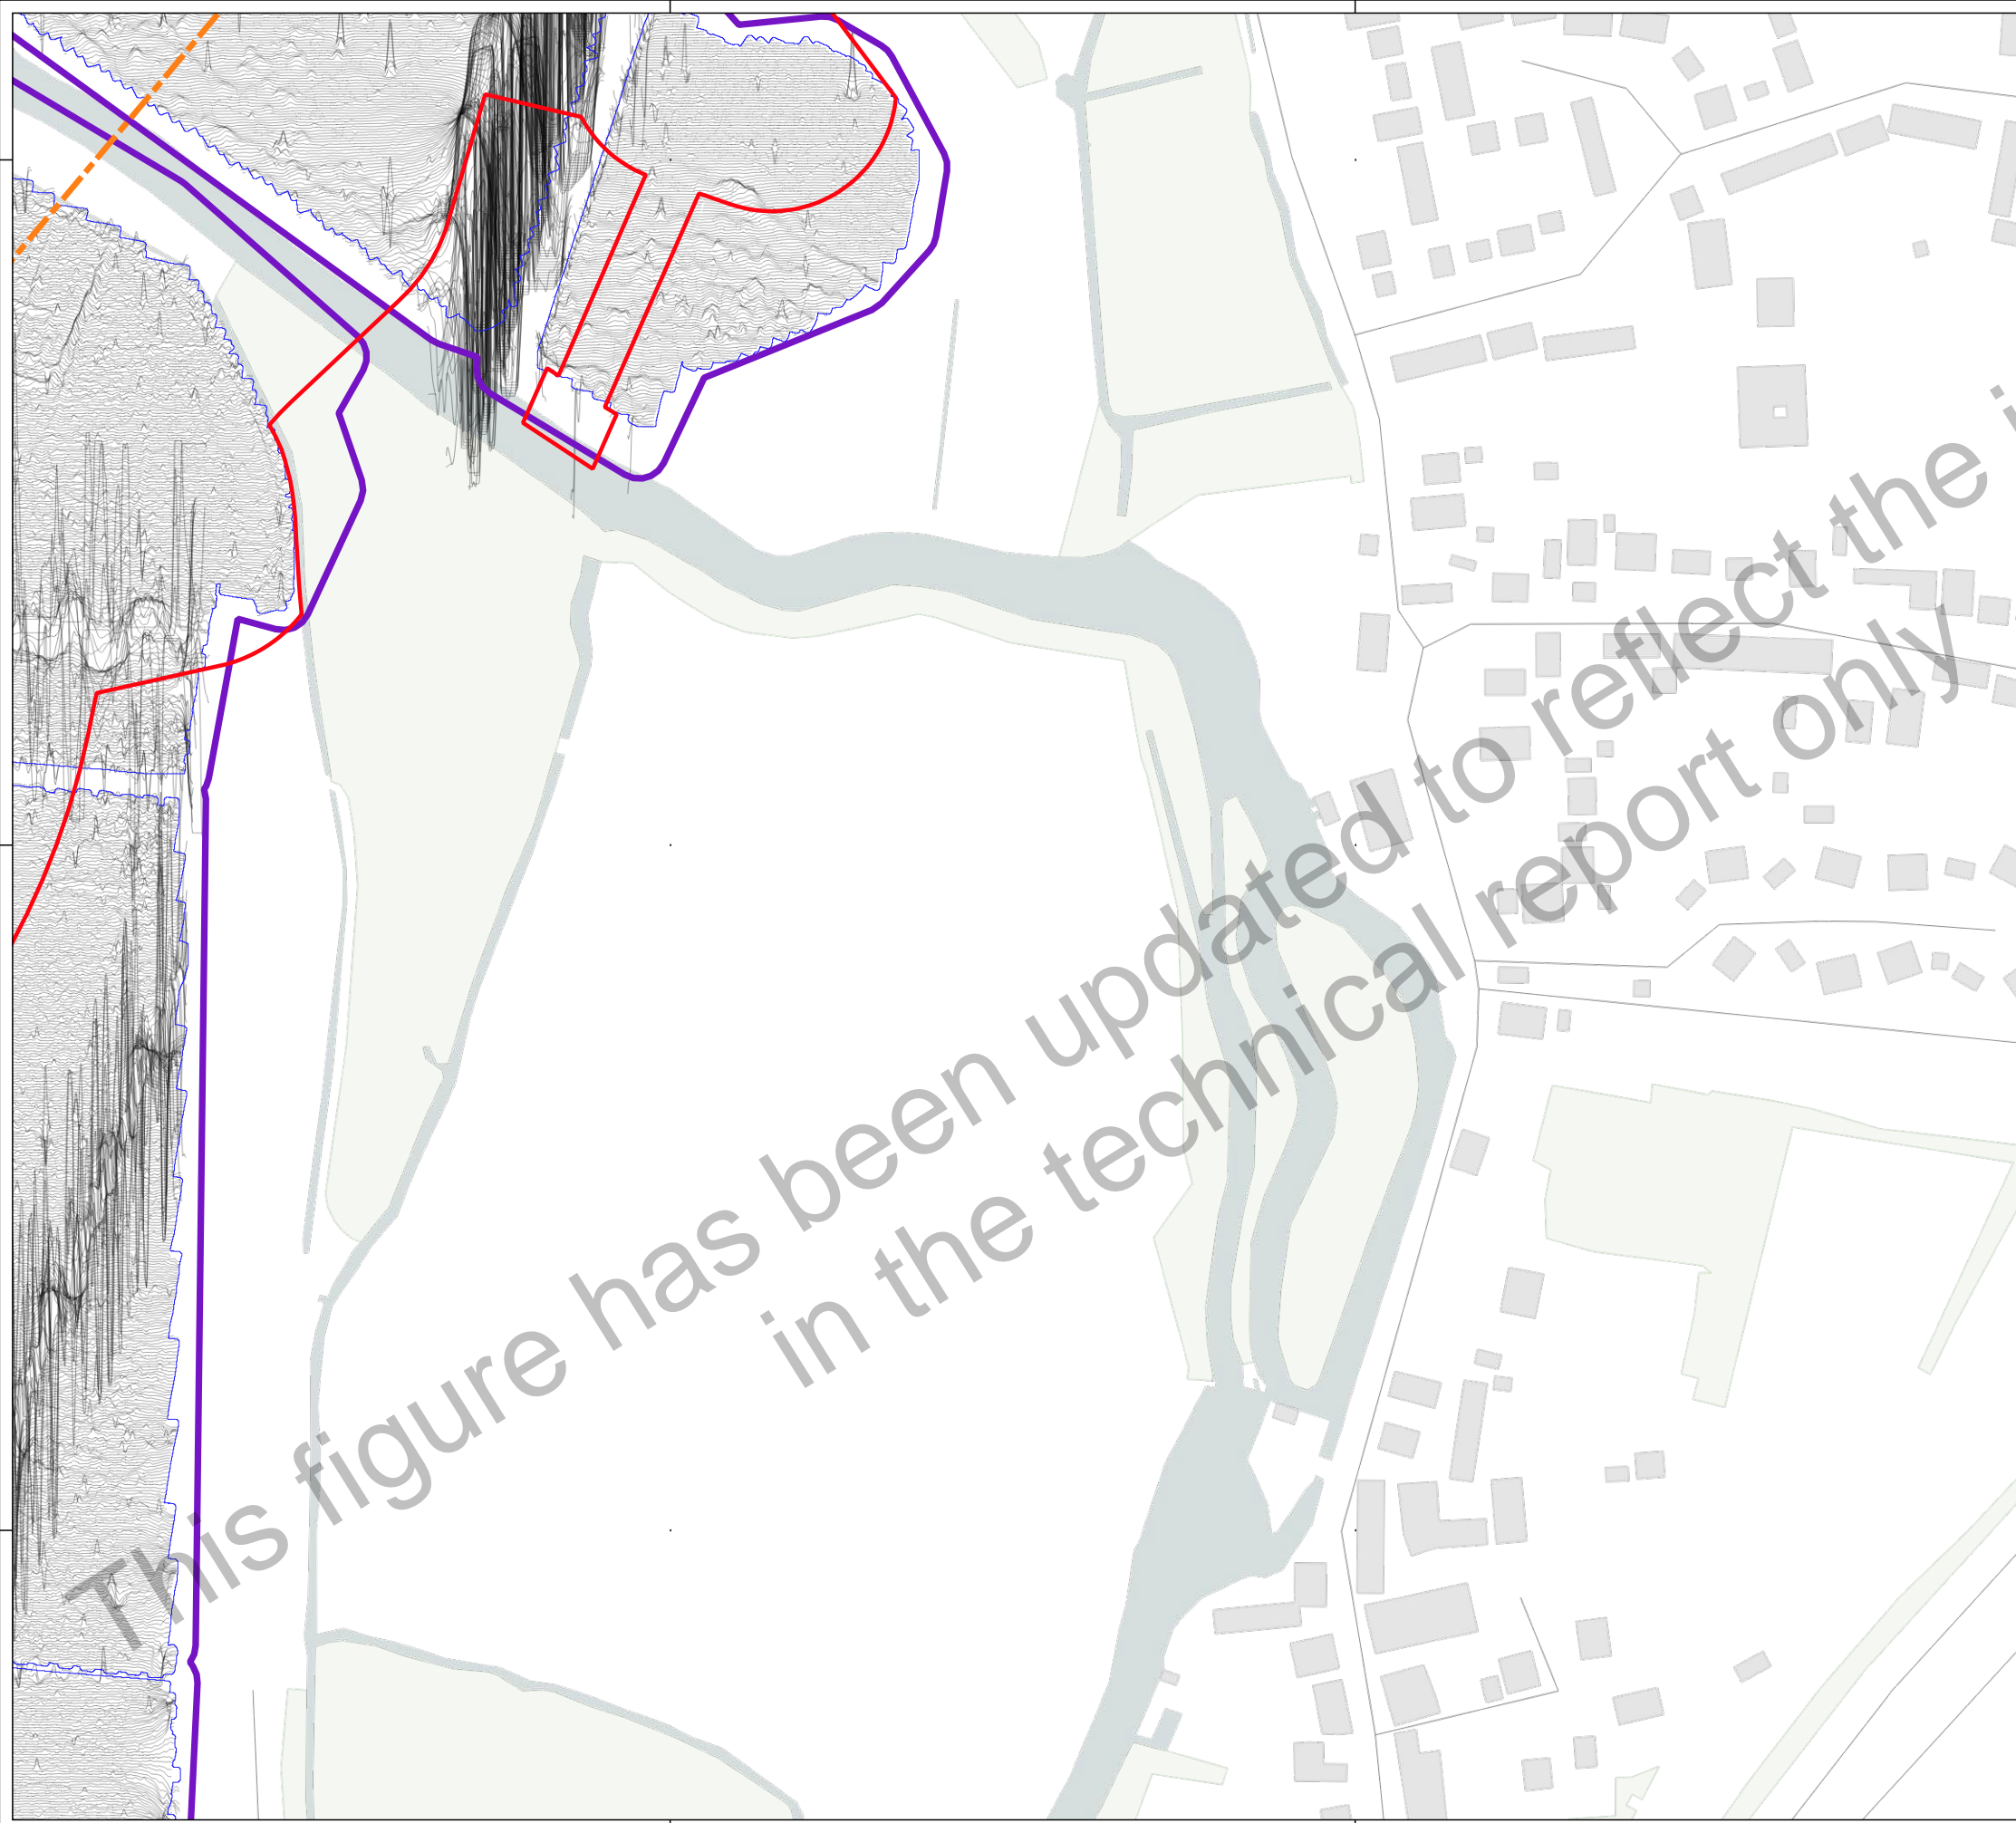 This figure has been updated to reflect the
in the technical report only